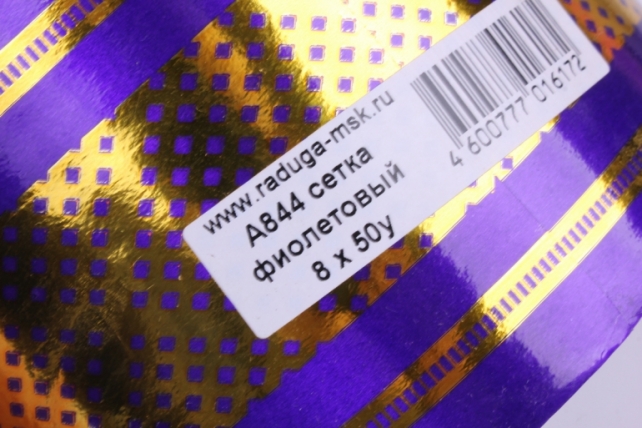 www.raduga-msk.ru
А844 сетка
фиолетовый
8 х 50у
4 600777 016172